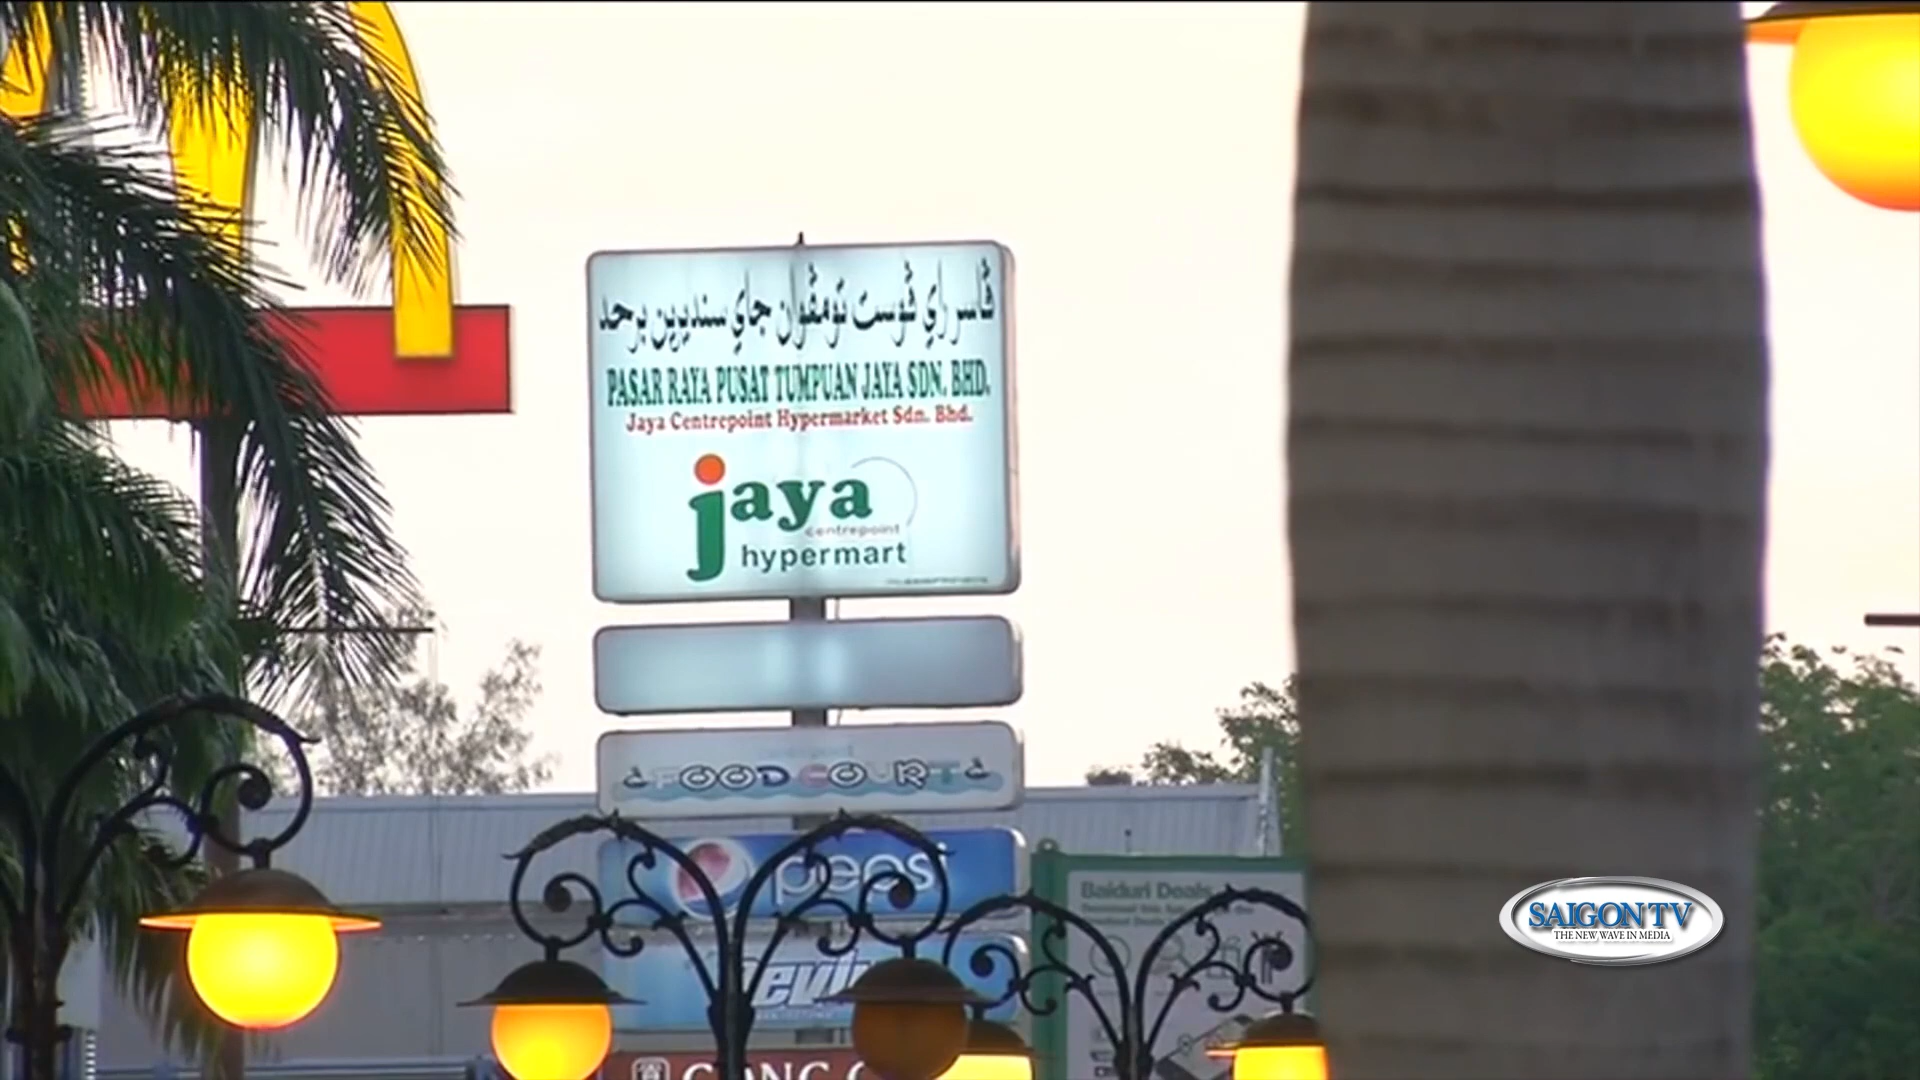 ڤاسر راي ڤوست تومڤوان جاي سنديرين برحد
PASAR RAYA PUSAT TUMPUAN JAYA SDN. BHD.
Jaya Centrepoint Hypermarket Sdn. Bhd.
jaya
centrepoint
hypermart
FOOD COURT
pepsi
Baiduri Deals
SAIGON TV
THE NEW WAVE IN MEDIA